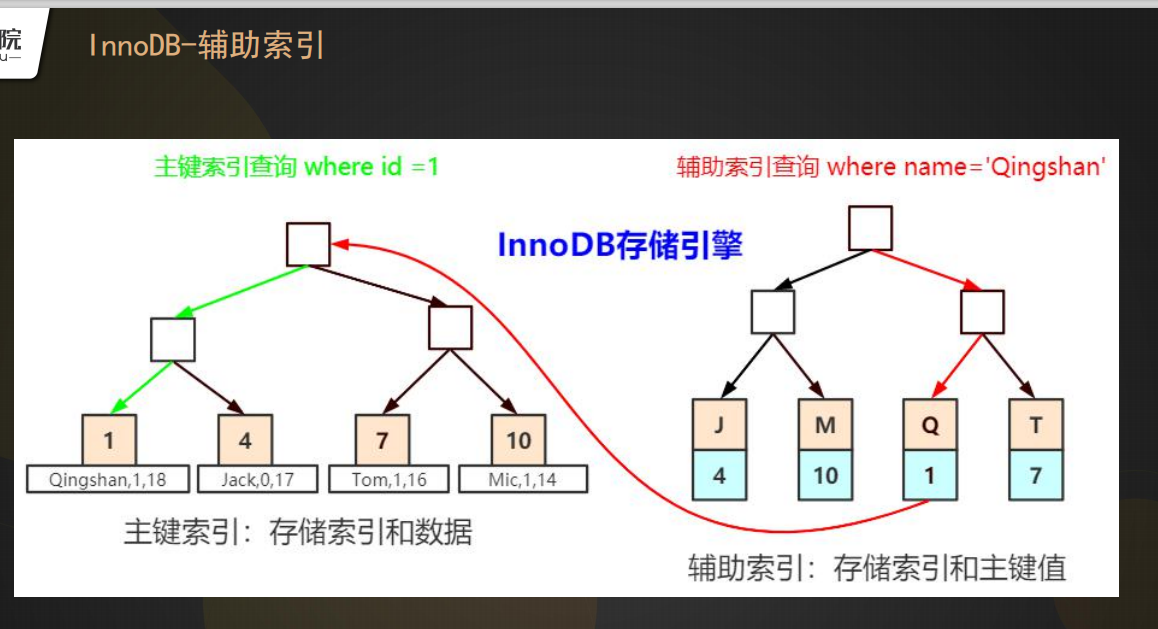 院
InnoDB-辅助索引
主键索引查询 where id =1
辅助索引查询 where name='Qingshan'
InnoDB存储引擎
1
4
7
10
Qingshan,1,18
Jack,0,17
Tom,1,16
Mic,1,14
J
M
Q
T
4
10
1
7
主键索引：存储索引和数据
辅助索引：存储索引和主键值